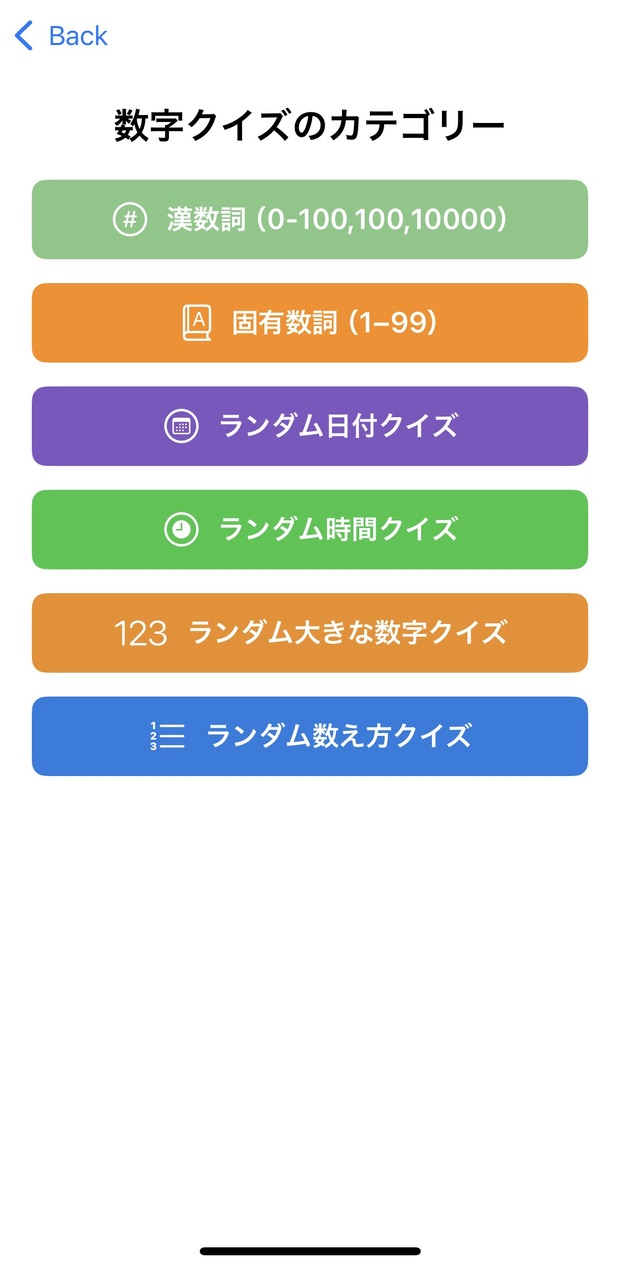 Back
数字クイズのカテゴリー
# 漢数詞（0-100,100,10000）
A 固有数詞（1–99）
ランダム日付クイズ
ランダム時間クイズ
123 ランダム大きな数字クイズ
1 2 3 ランダム数え方クイズ